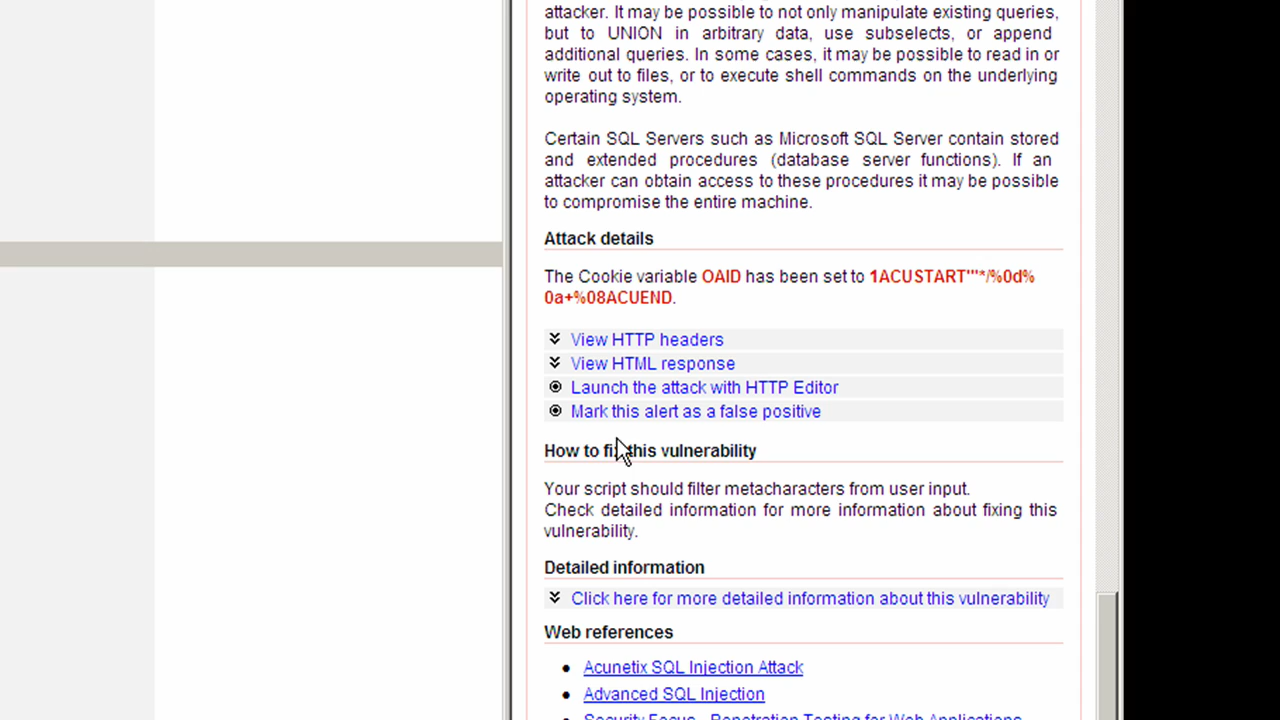 attacker. It may be possible to not only manipulate existing queries,
but to UNION in arbitrary data, use subselects, or append
additional queries. In some cases, it may be possible to read in or
write out to files, or to execute shell commands on the underlying
operating system.
Certain SQL Servers such as Microsoft SQL Server contain stored
and extended procedures (database server functions). If an
attacker can obtain access to these procedures it may be possible
to compromise the entire machine.
Attack details
The Cookie variable OAID has been set to 1ACUSTART'"*/%0d%
0a+%08ACUEND.
View HTTP headers
View HTML response
Launch the attack with HTTP Editor
Mark this alert as a false positive
How to fix this vulnerability
Your script should filter metacharacters from user input.
Check detailed information for more information about fixing this
vulnerability.
Detailed information
Click here for more detailed information about this vulnerability
Web references
Acunetix SQL Injection Attack
Advanced SQL Injection
Security Focus - Penetration Testing for Web Applications